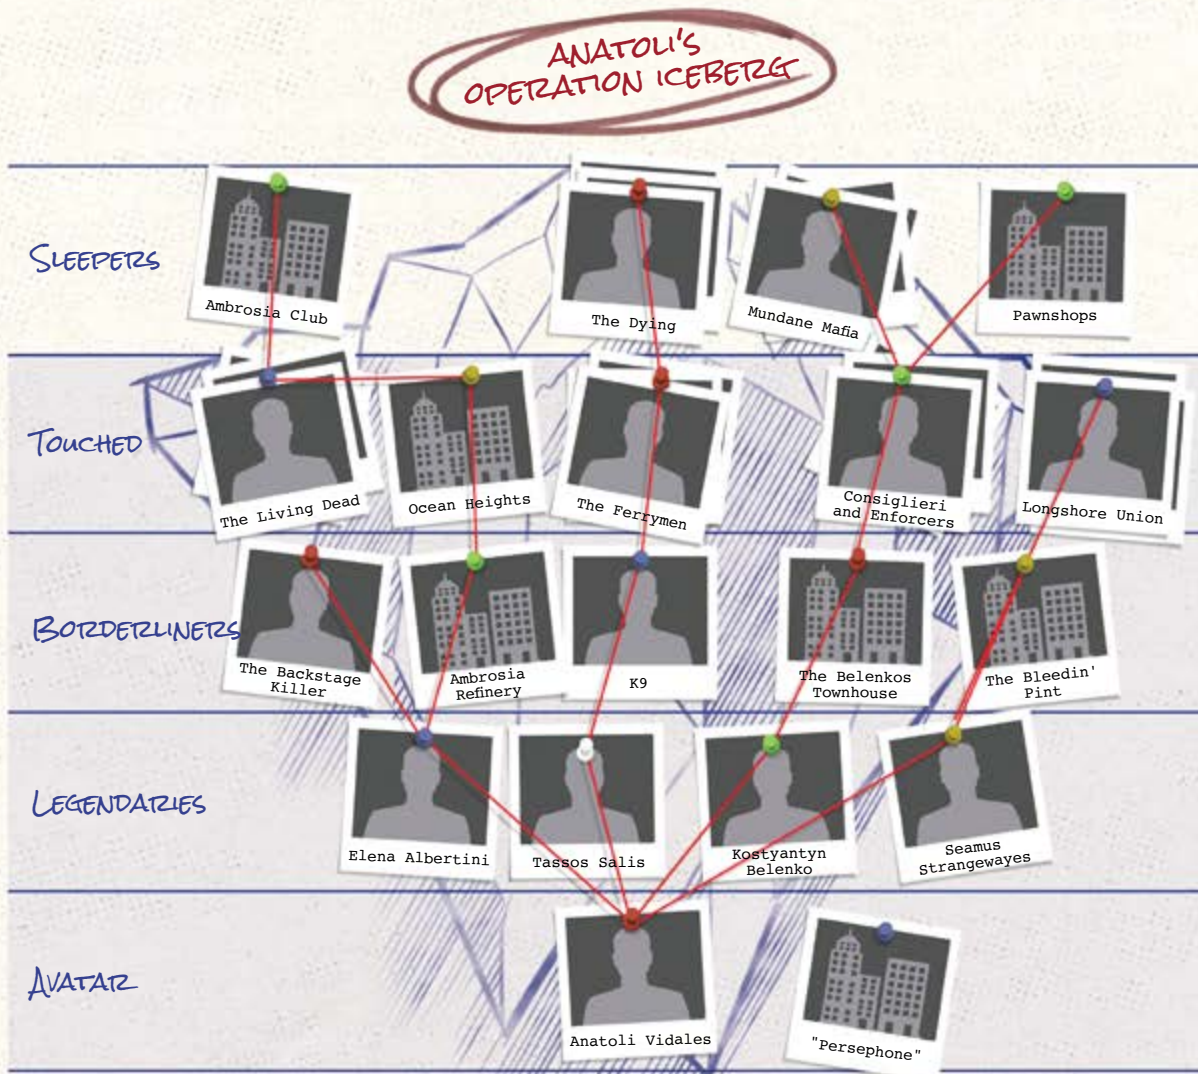 ANATOLI'S
OPERATION ICEBERG
SLEEPERS
Ambrosia Club
The Dying
Mundane Mafia
Pawnshops
TOUCHED
The Living Dead
Ocean Heights
The Ferrymen
Consiglieri
and Enforcers
Longshore Union
BORDERLINERS
The Backstage
Killer
Ambrosia
Refinery
K9
The Belenkos
Townhouse
The Bleedin'
Pint
LEGENDARIES
Elena Albertini
Tassos Salis
Kostyantyn
Belenko
Seamus
Strangewayes
AVATAR
Anatoli Vidales
"Persephone"